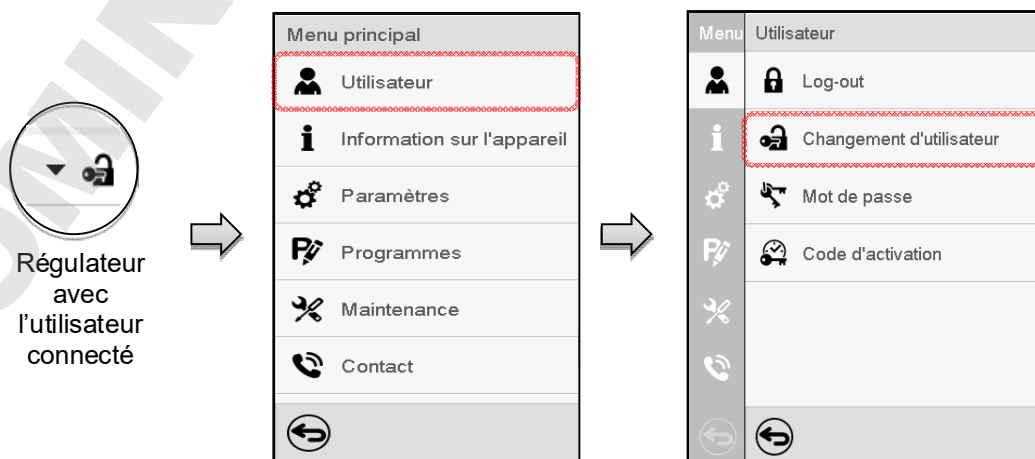 Régulateur
avec
l’utilisateur
connecté
Menu principal
Utilisateur
Information sur l'appareil
Paramètres
Programmes
Maintenance
Contact
Menu
Utilisateur
Log-out
Changement d'utilisateur
Mot de passe
Code d'activation